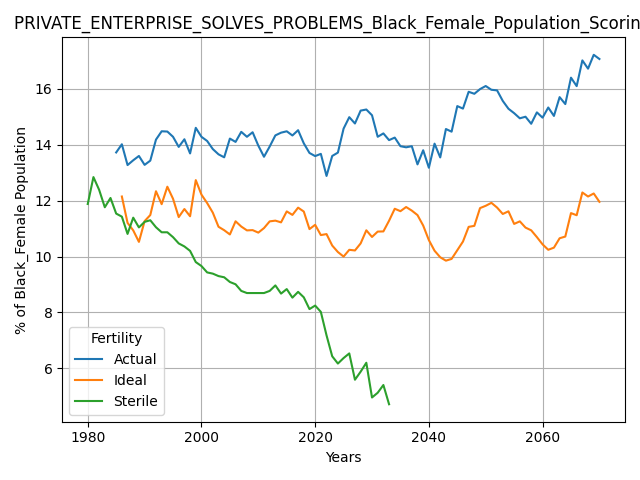 PRIVATE_ENTERPRISE_SOLVES_PROBLEMS_Black_Female_Population_Scorin
% of Black_Female Population
16
14
12
10
8
6
Fertility
Actual
Ideal
Sterile
1980
2000
2020
2040
2060
Years